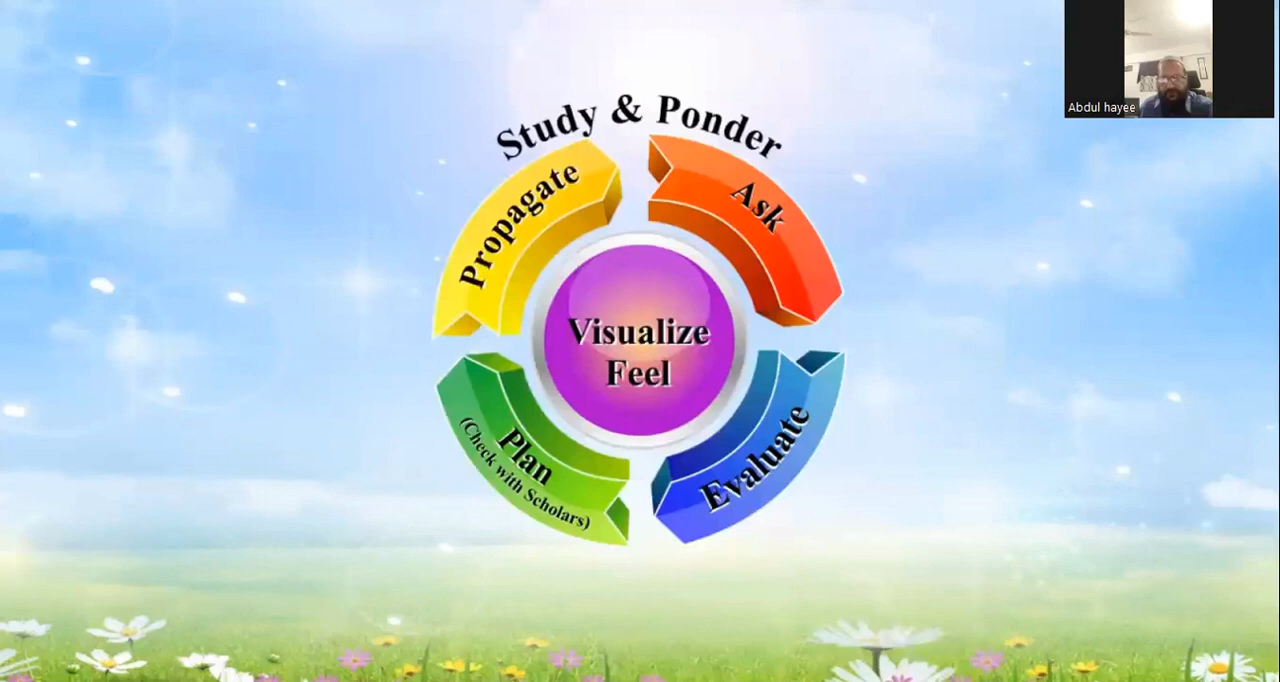 Abdul hayee
Study & Ponder
Propagate
Ask
Visualize
Feel
Plan
(Check with Scholars)
Evaluate